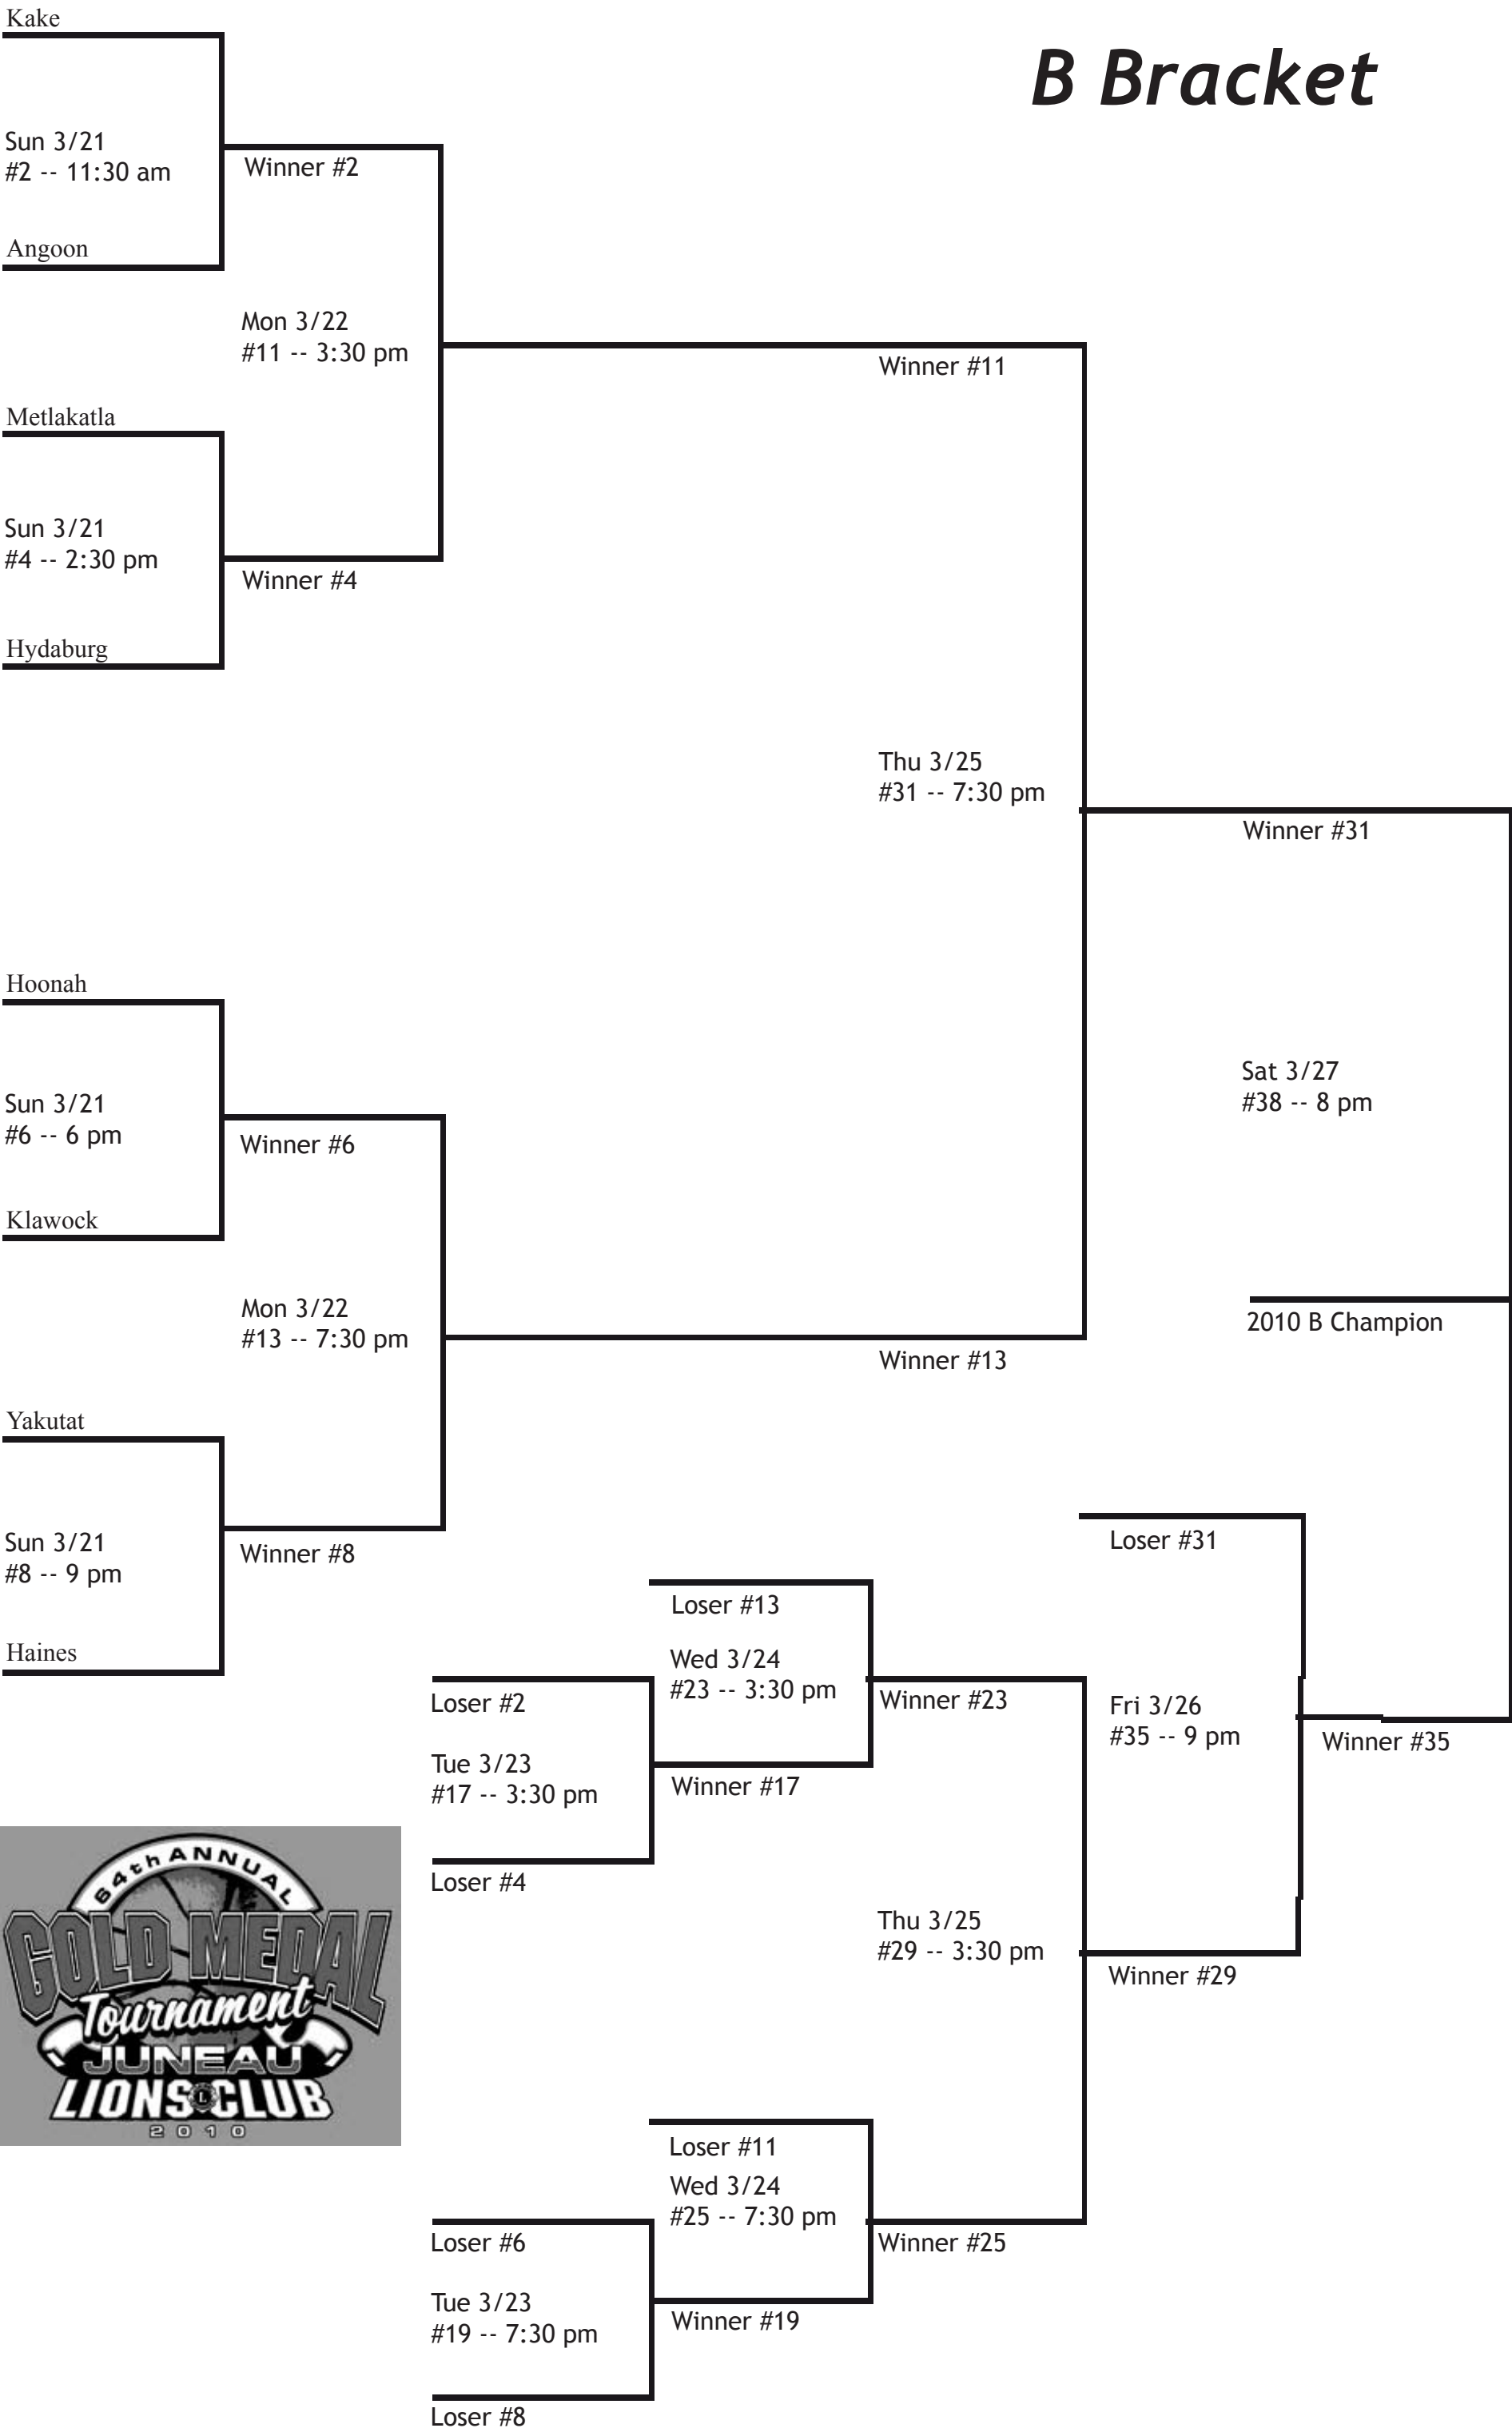 Kake
B Bracket
Sun 3/21
#2 -- 11:30 am
Winner #2
Angoon
Mon 3/22
#11 -- 3:30 pm
Winner #11
Metlakatla
Sun 3/21
#4 -- 2:30 pm
Winner #4
Hydaburg
Thu 3/25
#31 -- 7:30 pm
Winner #31
Hoonah
Sun 3/21
#6 -- 6 pm
Winner #6
Sat 3/27
#38 -- 8 pm
Klawock
Mon 3/22
#13 -- 7:30 pm
2010 B Champion
Winner #13
Yakutat
Sun 3/21
#8 -- 9 pm
Winner #8
Haines
Loser #31
Loser #13
Wed 3/24
#23 -- 3:30 pm
Loser #2
Winner #23
Fri 3/26
#35 -- 9 pm
Winner #35
Tue 3/23
#17 -- 3:30 pm
Winner #17
Loser #4
64th ANNUAL
GOLD MEDAL
Tournament
JUNEAU
LIONS L CLUB
2010
Thu 3/25
#29 -- 3:30 pm
Winner #29
Loser #11
Wed 3/24
#25 -- 7:30 pm
Loser #6
Winner #25
Tue 3/23
#19 -- 7:30 pm
Winner #19
Loser #8